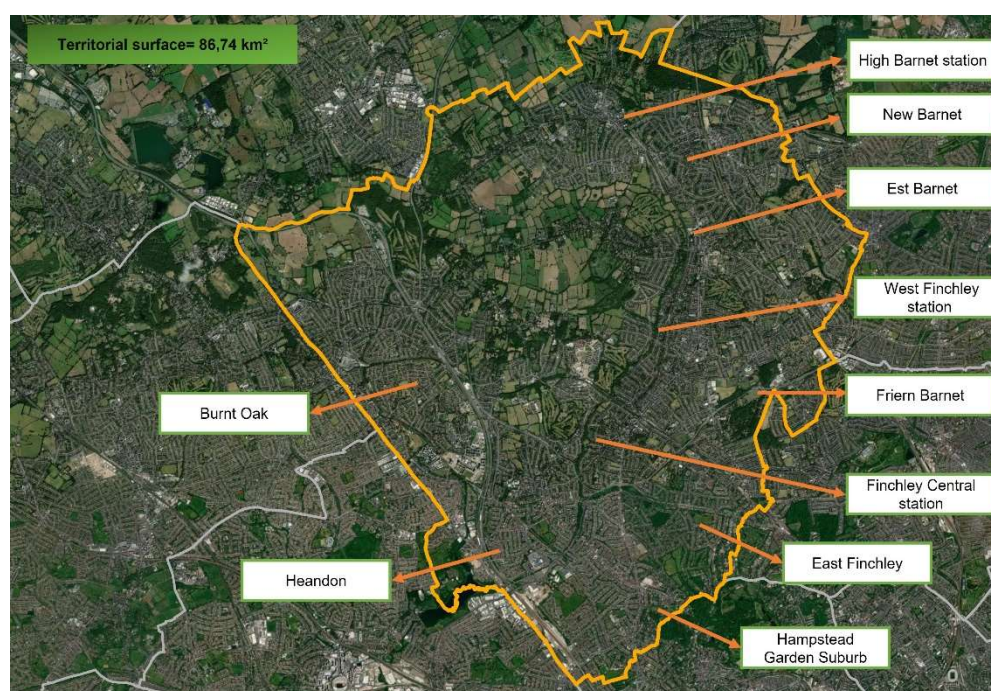 Territorial surface= 86,74 km²
High Barnet station
New Barnet
Est Barnet
West Finchley
station
Friern Barnet
Burnt Oak
Finchley Central
station
East Finchley
Heandon
Hampstead
Garden Suburb